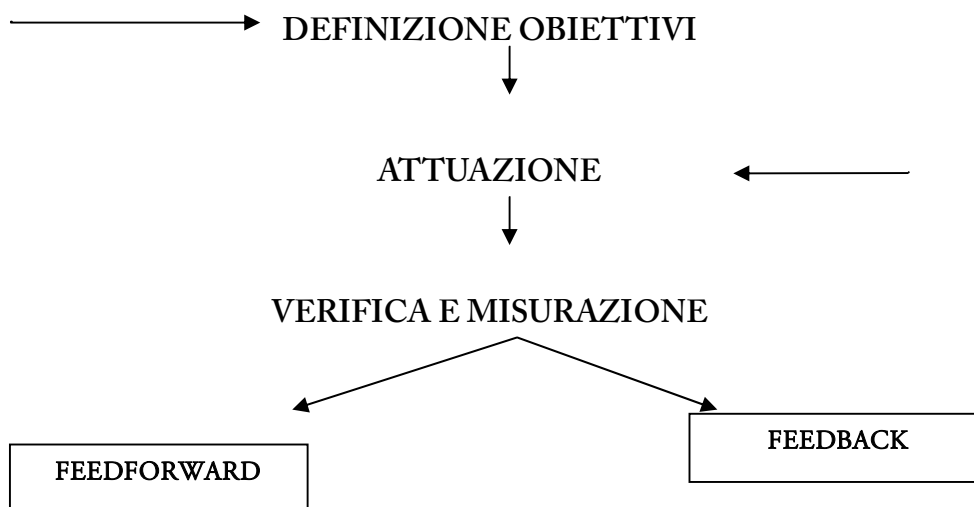 DEFINIZIONE OBIETTIVI
ATTUAZIONE
VERIFICA E MISURAZIONE
FEEDBACK
FEEDFORWARD